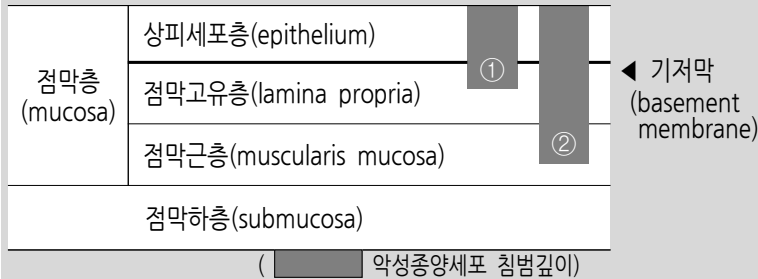 점막층
(mucosa)
상피세포층(epithelium)
점막고유층(lamina propria)
점막근층(muscularis mucosa)
점막하층(submucosa)
①
②
◀ 기저막
(basement
membrane)
( 악성종양세포 침범깊이)